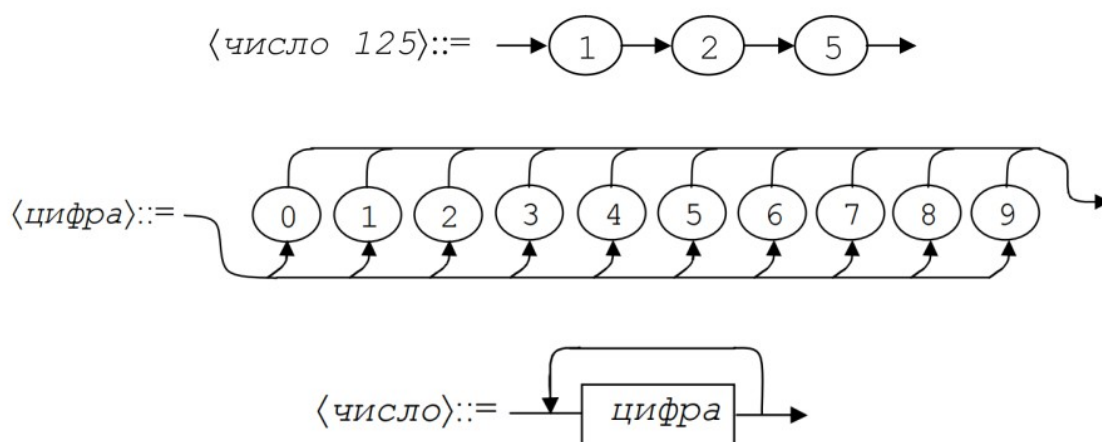 ⟨число 125⟩::= 1 2 5
⟨цифра⟩::= 0 1 2 3 4 5 6 7 8 9
⟨число⟩::= цифра